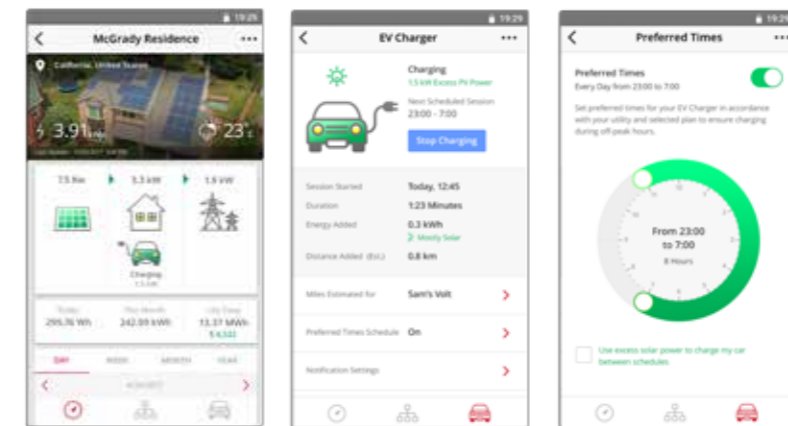 19:29
McGrady Residence
California, United States
3.91
23°c
7.5 kw
3.3 kW
1.5 kW
Charging
Today
This Month
295.76 Wh
242.09 kWh
13.37 MWh
DAY
WEEK
MONTH
YEAR
19:29
EV Charger
Charging
1.5 kW Excess PV Power
Next Scheduled Session
23:00 - 7:00
Stop Charging
Session Started
Today, 12:45
Duration
1:23 Minutes
Energy Added
0.3 kWh
Mostly Solar
Distance Added (Est.)
0.8 km
Miles Estimated for
Sam's Volt
Preferred Times Schedule
On
Notification Settings
19:29
Preferred Times
Preferred Times
Every Day from 23:00 to 7:00
Set preferred times for your EV Charger in accordance
with your utility and selected plan to ensure charging
during off-peak hours.
From 23:00
to 7:00
8 Hours
Use excess solar power to charge my car
between schedules